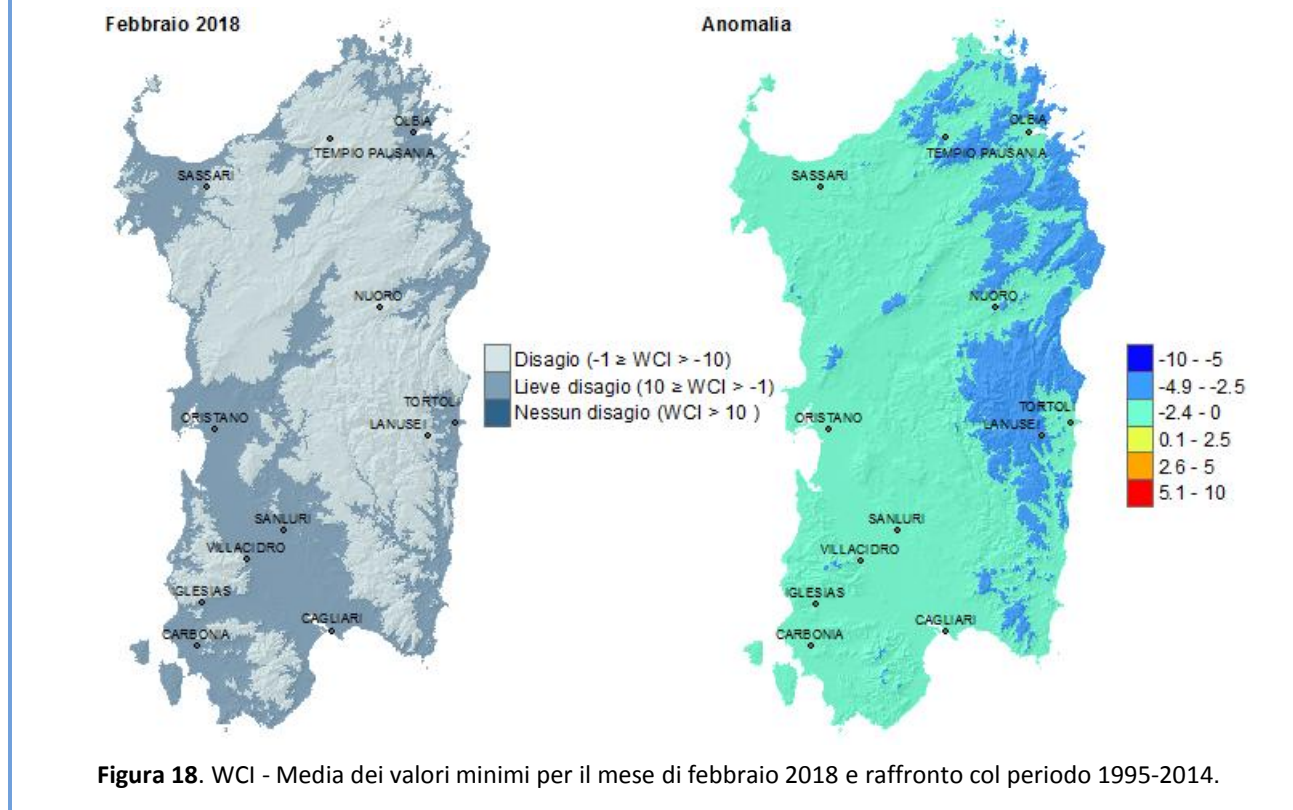 Febbraio 2018
OLBIA
TEMPIO PAUSANIA
SASSARI
NUORO
TORTOLI
ORISTANO
LANUSEI
SANLURI
VILLACIDRO
IGLESIAS
CAGLIARI
CARBONIA
Disagio (-1 ≥ WCI > -10)
Lieve disagio (10 ≥ WCI > -1)
Nessun disagio (WCI > 10 )
Anomalia
OLBIA
TEMPIO PAUSANIA
SASSARI
NUORO
TORTOLI
ORISTANO
LANUSEI
SANLURI
VILLACIDRO
IGLESIAS
CAGLIARI
CARBONIA
-10 - -5
-4.9 - -2.5
-2.4 - 0
0.1 - 2.5
2.6 - 5
5.1 - 10
Figura 18. WCI - Media dei valori minimi per il mese di febbraio 2018 e raffronto col periodo 1995-2014.